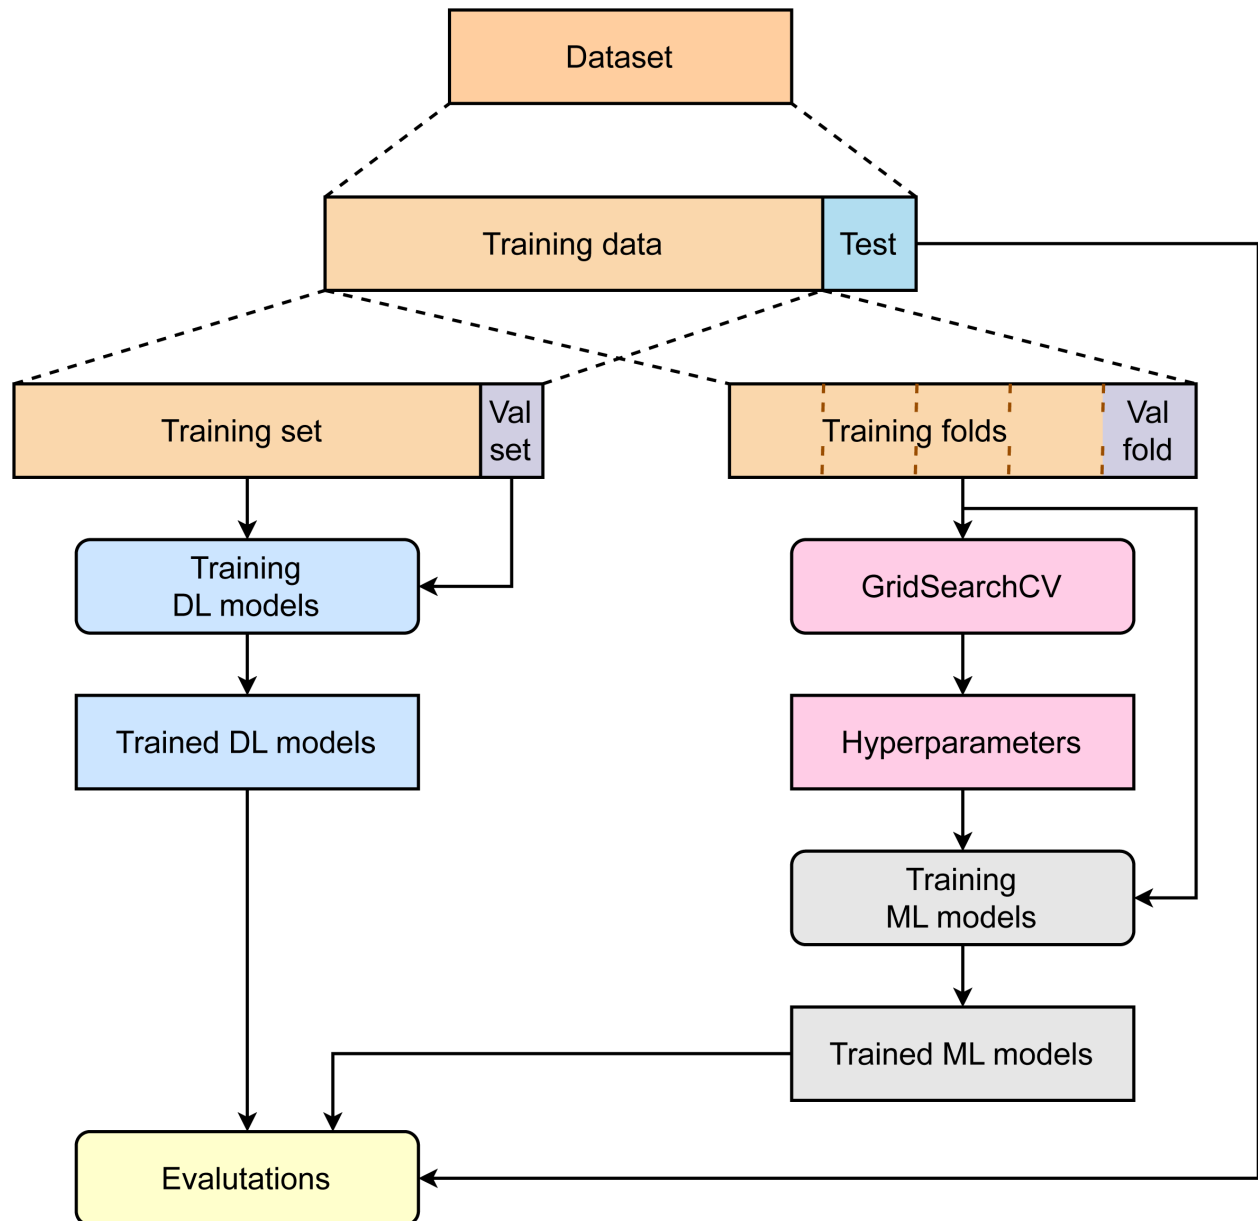 Dataset
Training data
Test
Training set
Val
set
Training folds
Val
fold
Training
DL models
GridSearchCV
Trained DL models
Hyperparameters
Training
ML models
Trained ML models
Evalutations